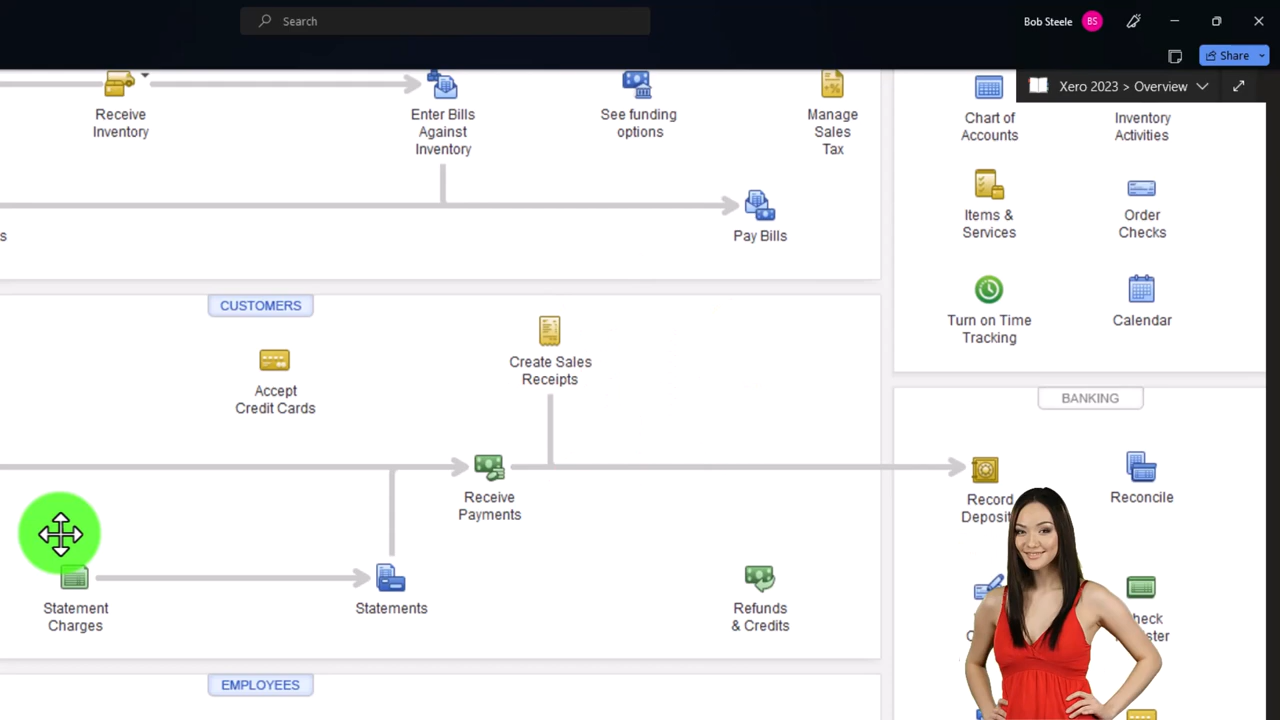 Search
Bob Steele
BS
Share
Xero 2023 > Overview
Receive
Inventory
Enter Bills
Against
Inventory
See funding
options
Manage
Sales
Tax
Chart of
Accounts
Inventory
Activities
s
Pay Bills
Items &
Services
Order
Checks
CUSTOMERS
Accept
Credit Cards
Create Sales
Receipts
Turn on Time
Tracking
Calendar
BANKING
Receive
Payments
Record
Reconcile
Statement
Charges
Statements
Refunds
& Credits
EMPLOYEES